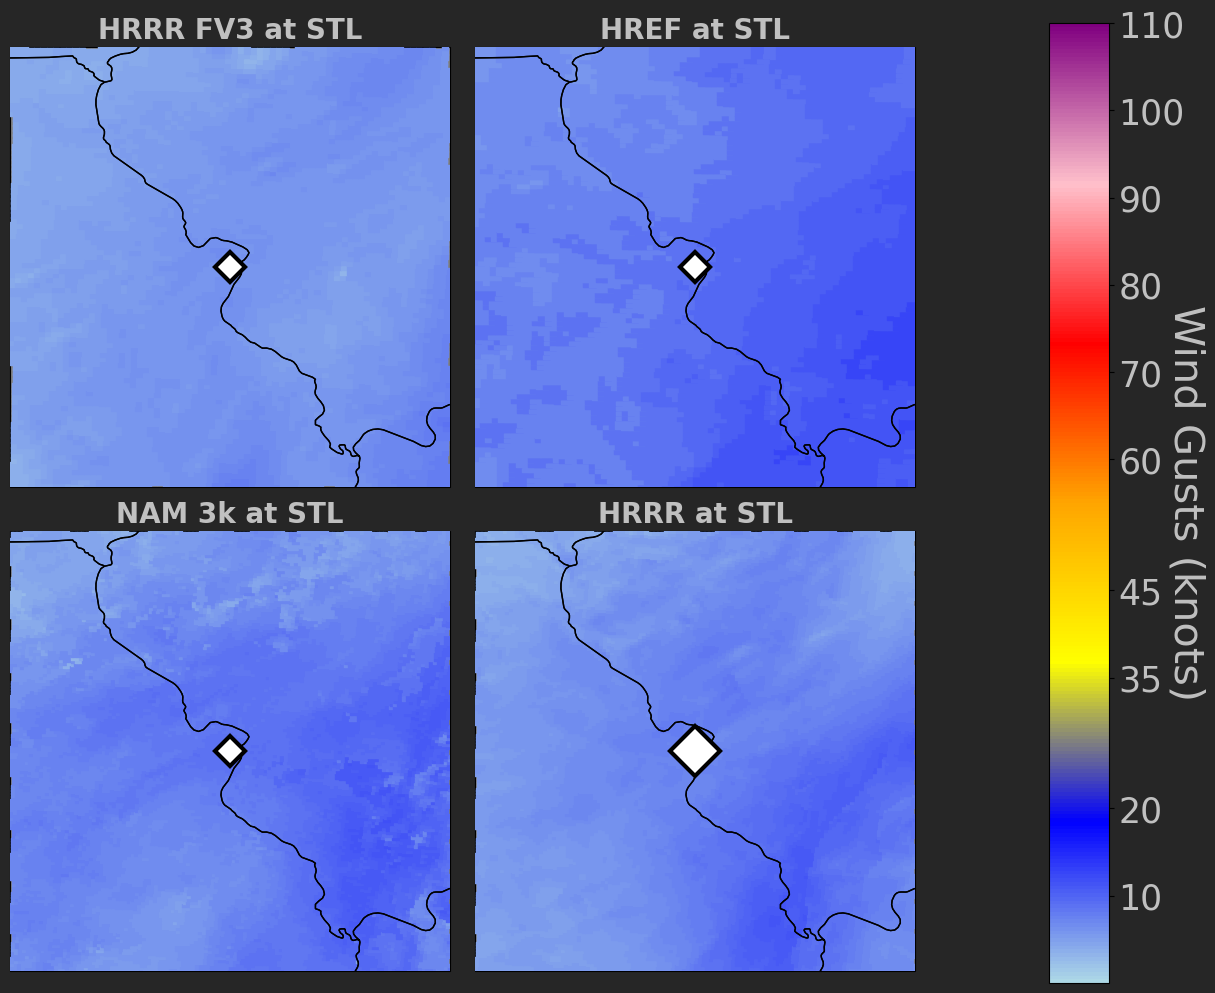 HRRR FV3 at STL
HREF at STL
NAM 3k at STL
HRRR at STL
110
100
90
80
70
60
45
35
20
10
Wind Gusts (knots)